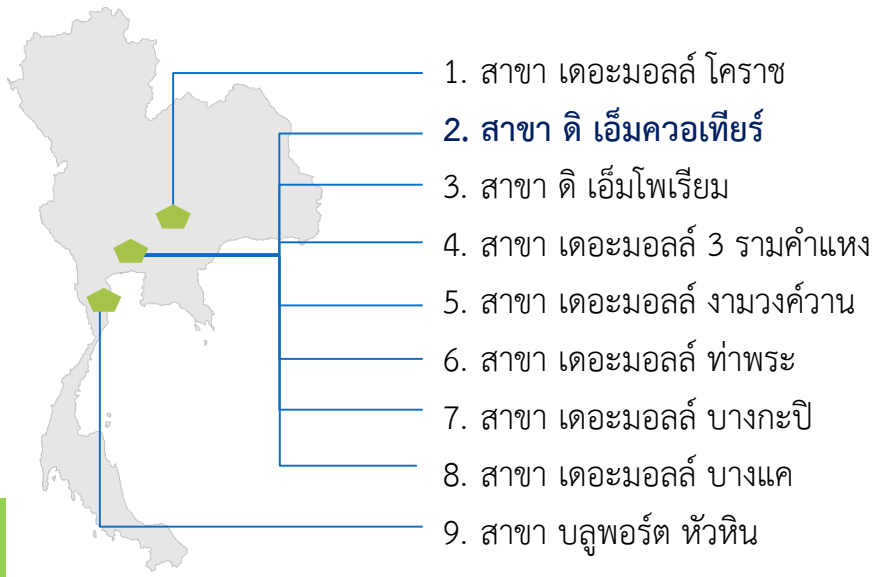 1. สาขา เดอะมอลล์ โคราช
2. สาขา ดิ เอ็มควอเทียร์
3. สาขา ดิ เอ็มโพเรียม
4. สาขา เดอะมอลล์ 3 รามคำแหง
5. สาขา เดอะมอลล์ งามวงค์วาน
6. สาขา เดอะมอลล์ ท่าพระ
7. สาขา เดอะมอลล์ บางกะปิ
8. สาขา เดอะมอลล์ บางแค
9. สาขา บลูพอร์ต หัวหิน